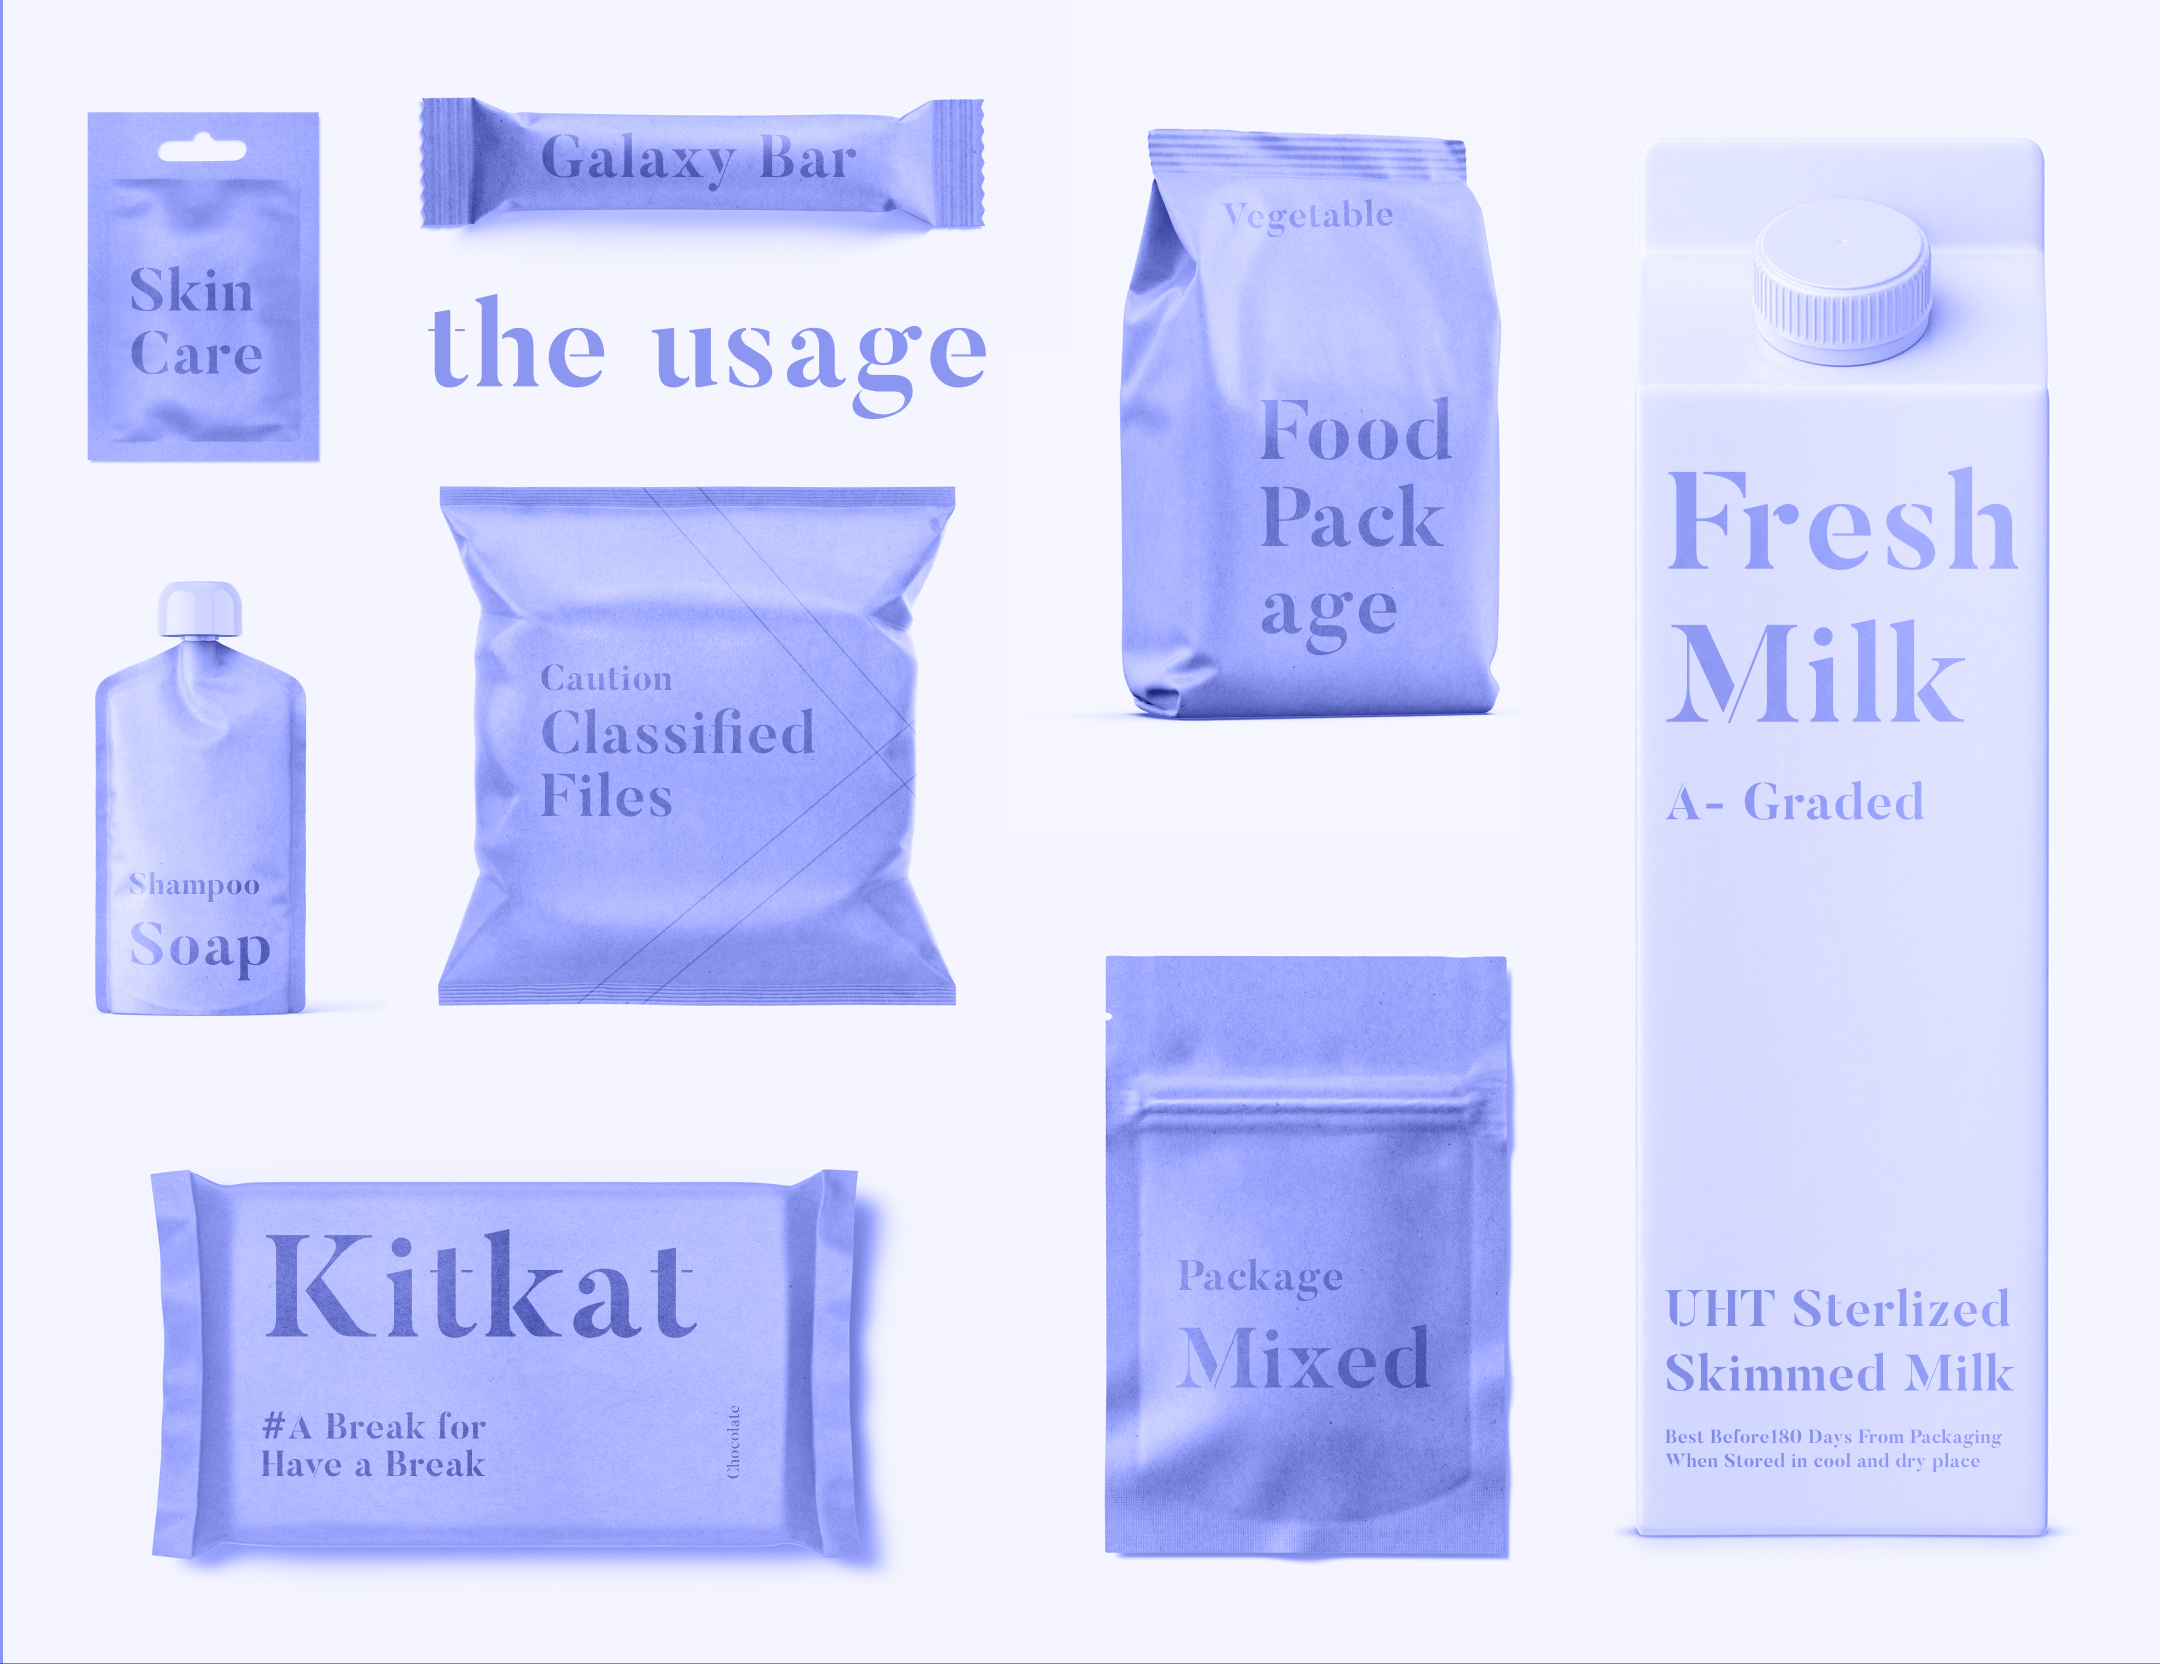 Skin
Care
Galaxy Bar
the usage
Vegetable
Food
Pack
age
Fresh
Milk
A- Graded
Caution
Classified
Files
Shampoo
Soap
Kitkat
#A Break for
Have a Break
Chocolate
Package
Mixed
UHT Sterlized
Skimmed Milk
Best Before180 Days From Packaging
When Stored in cool and dry place